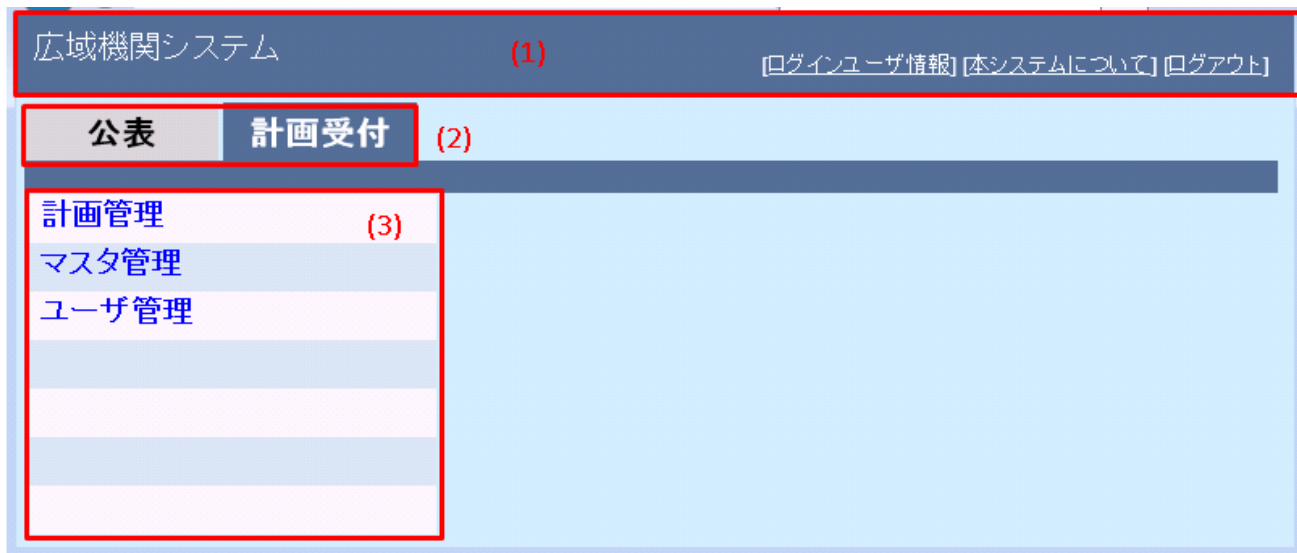 広域機関システム
(1)
[ログインユーザ情報] [本システムについて] [ログアウト]
公表 計画受付 (2)
計画管理 (3)
マスタ管理
ユーザ管理